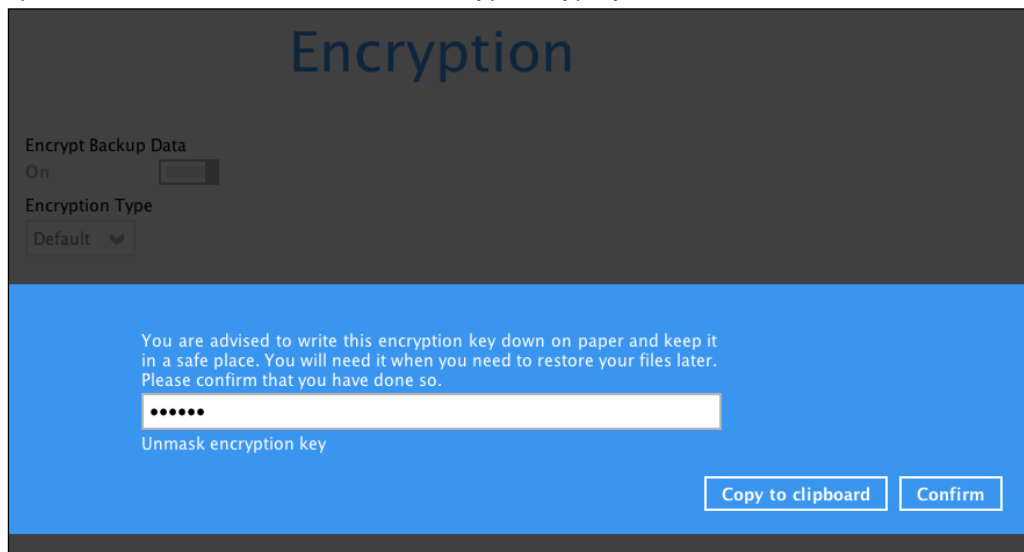 Encryption
Encrypt Backup Data
On
Encryption Type
Default
You are advised to write this encryption key down on paper and keep it
in a safe place. You will need it when you need to restore your files later.
Please confirm that you have done so.
••••••
Unmask encryption key
Copy to clipboard
Confirm